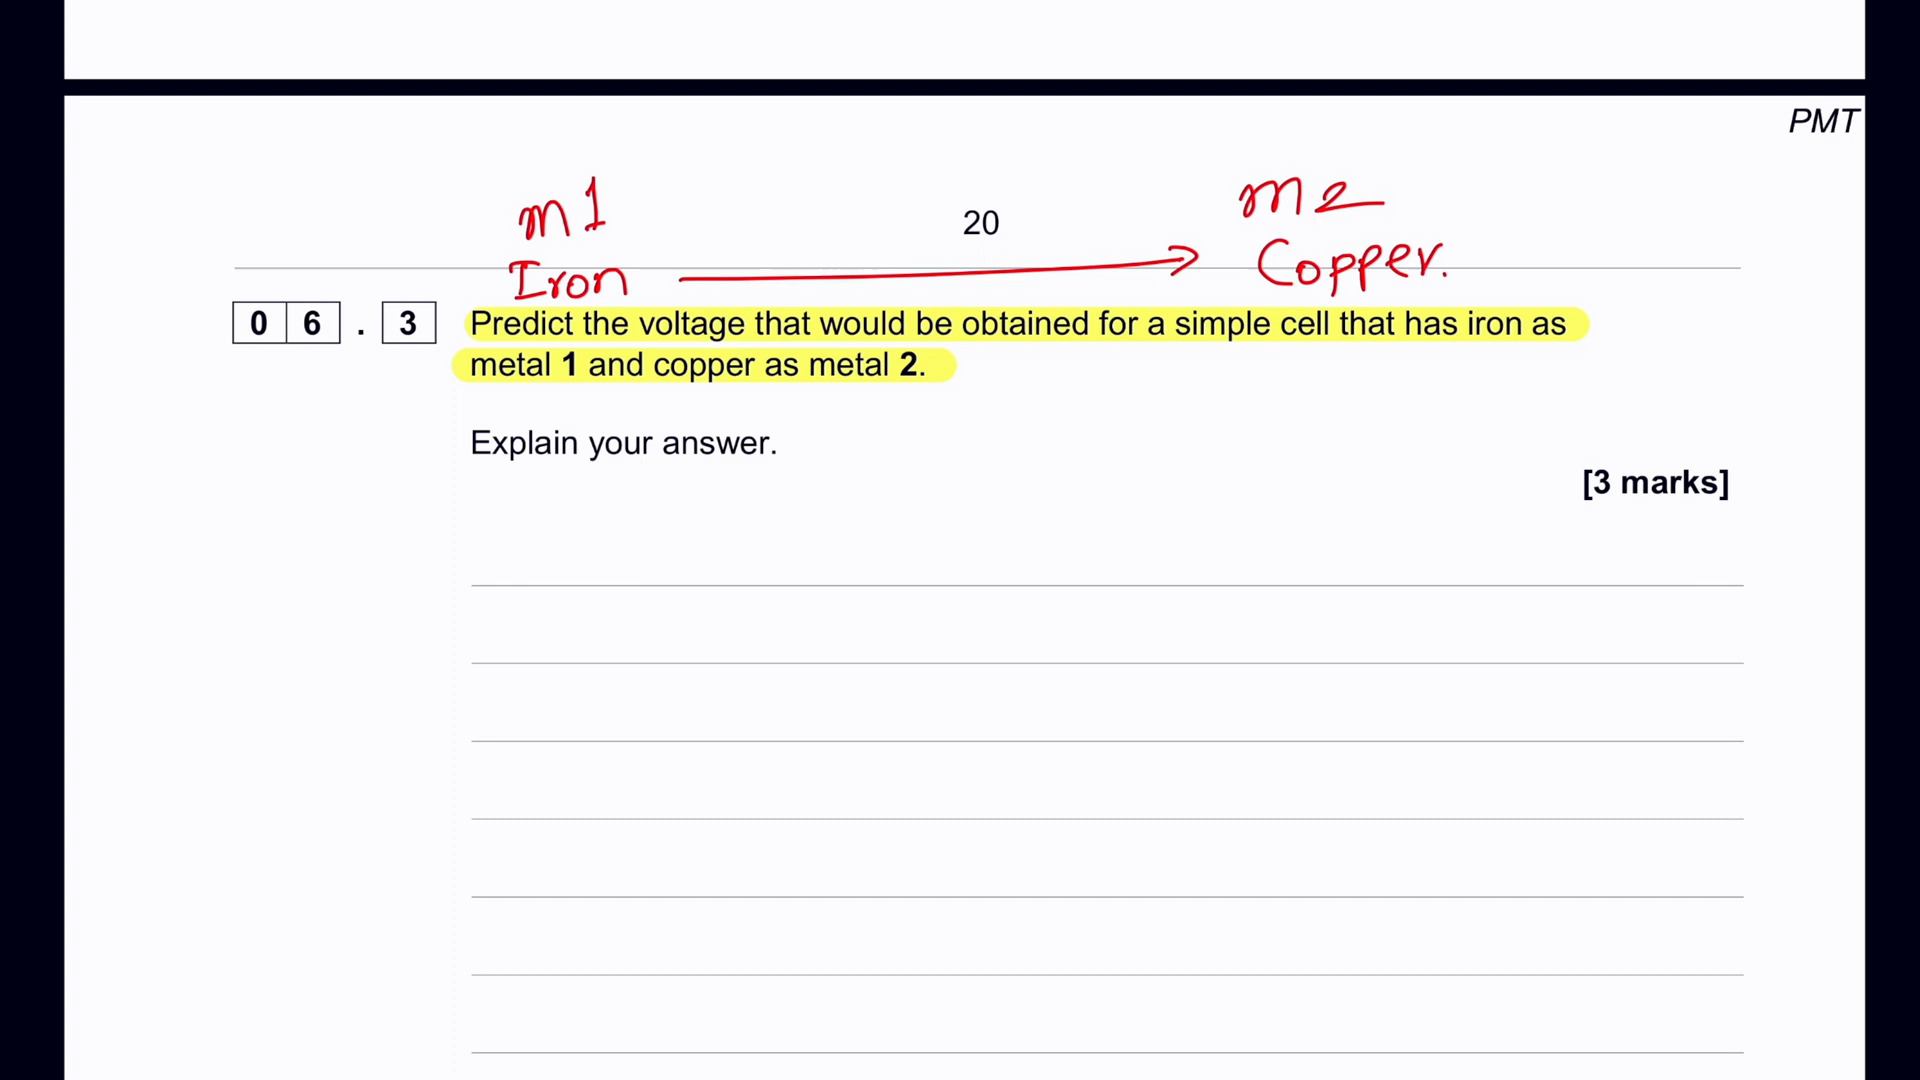 PMT
m1
20
m2
Iron
Copper.
0 6 . 3 Predict the voltage that would be obtained for a simple cell that has iron as
metal 1 and copper as metal 2.
Explain your answer.
[3 marks]